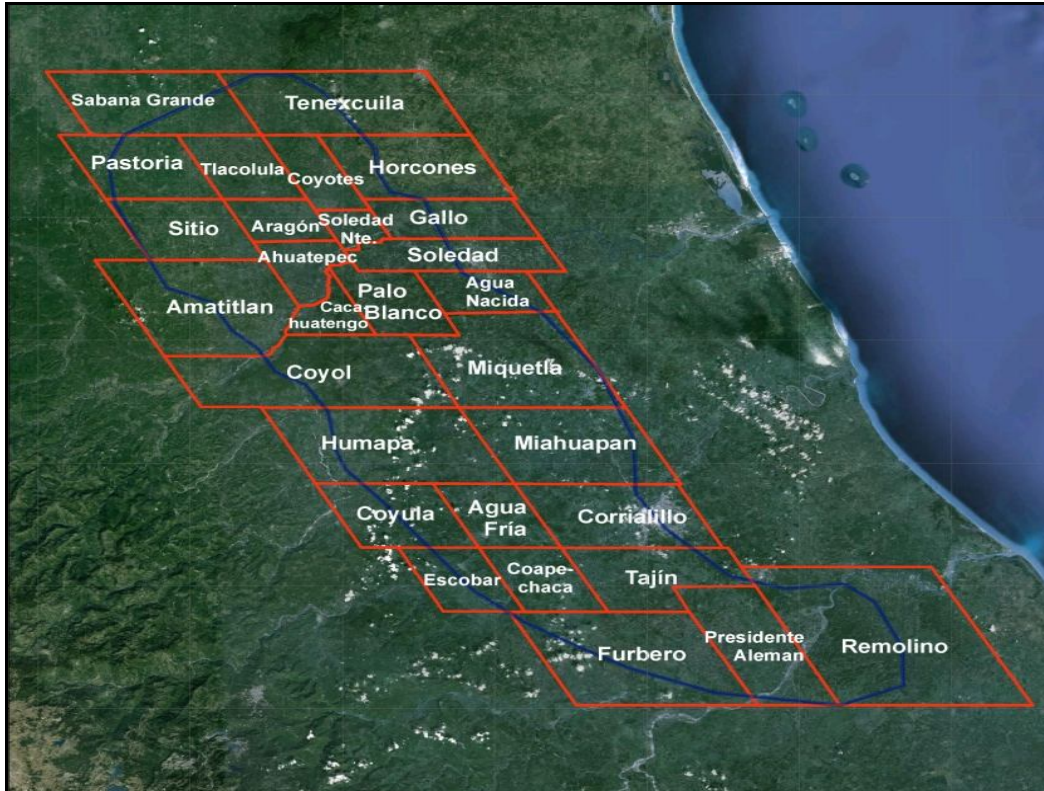 Sabana Grande
Tenexcuila
Pastoria
Tlacolula
Coyotes
Horcones
Sitio
Aragón
Soledad
Nte.
Gallo
Ahuatepec
Soledad
Amatitlan
Caca-
huatengo
Palo
Blanco
Agua
Nacida
Coyol
Miquetla
Humapa
Miahuapan
Coyula
Agua
Fría
Corrialillo
Escobar
Coape-
chaca
Tajín
Furbero
Presidente
Aleman
Remolino